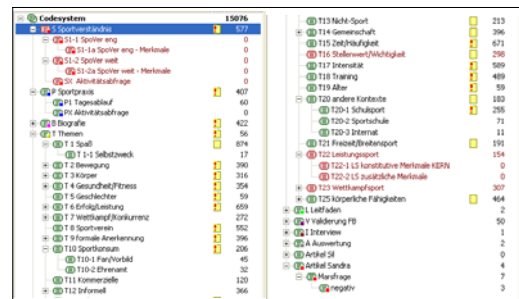 Codesystem 15076
S Sportverständnis 577
S1-1 SpoVer eng 0
S1-1a SpoVer eng - Merkmale 0
S1-2 SpoVer weit 0
S1-2a SpoVer weit - Merkmale 0
SX Aktivitätsabfrage 0
P Sportpraxis 407
P1 Tagesablauf 60
PX Aktivitätsabfrage 0
B Biografie 422
T Themen 56
T 1 Spaß 874
T 1-1 Selbstzweck 17
T 2 Bewegung 390
T 3 Körper 316
T 4 Gesundheit/Fitness 354
T 5 Geschlechter 59
T 6 Erfolg/Leistung 659
T 7 Wettkampf/Konkurrenz 272
T 8 Sportverein 552
T 9 formale Anerkennung 396
T10 Sportkonsum 206
T10-1 Fan/Vorbild 45
T10-2 Ehrenamt 32
T11 Kommerzielle 120
T12 Informell 366
T13 Nicht-Sport 213
T14 Gemeinschaft 396
T15 Zeit/Häufigkeit 671
T16 Stellenwert/Wichtigkeit 298
T17 Intensität 589
T18 Training 489
T19 Alter 59
T20 andere Kontexte 183
T20-1 Schulsport 255
T20-2 Sportschule 71
T20-3 Internat 11
T21 Freizeit/Breitensport 191
T22 Leistungssport 154
T22-1 LS konstitutive Merkmale KERN 0
T22-2 LS zusätzliche Merkmale 0
T23 Wettkampfsport 307
T25 körperliche Fähigkeiten 464
L Leitfaden 2
V Validierung FB 50
I Interview 1
A Auswertung 2
Artikel Sil 0
Artikel Sandra 4
Marsfrage 7
negativ 3